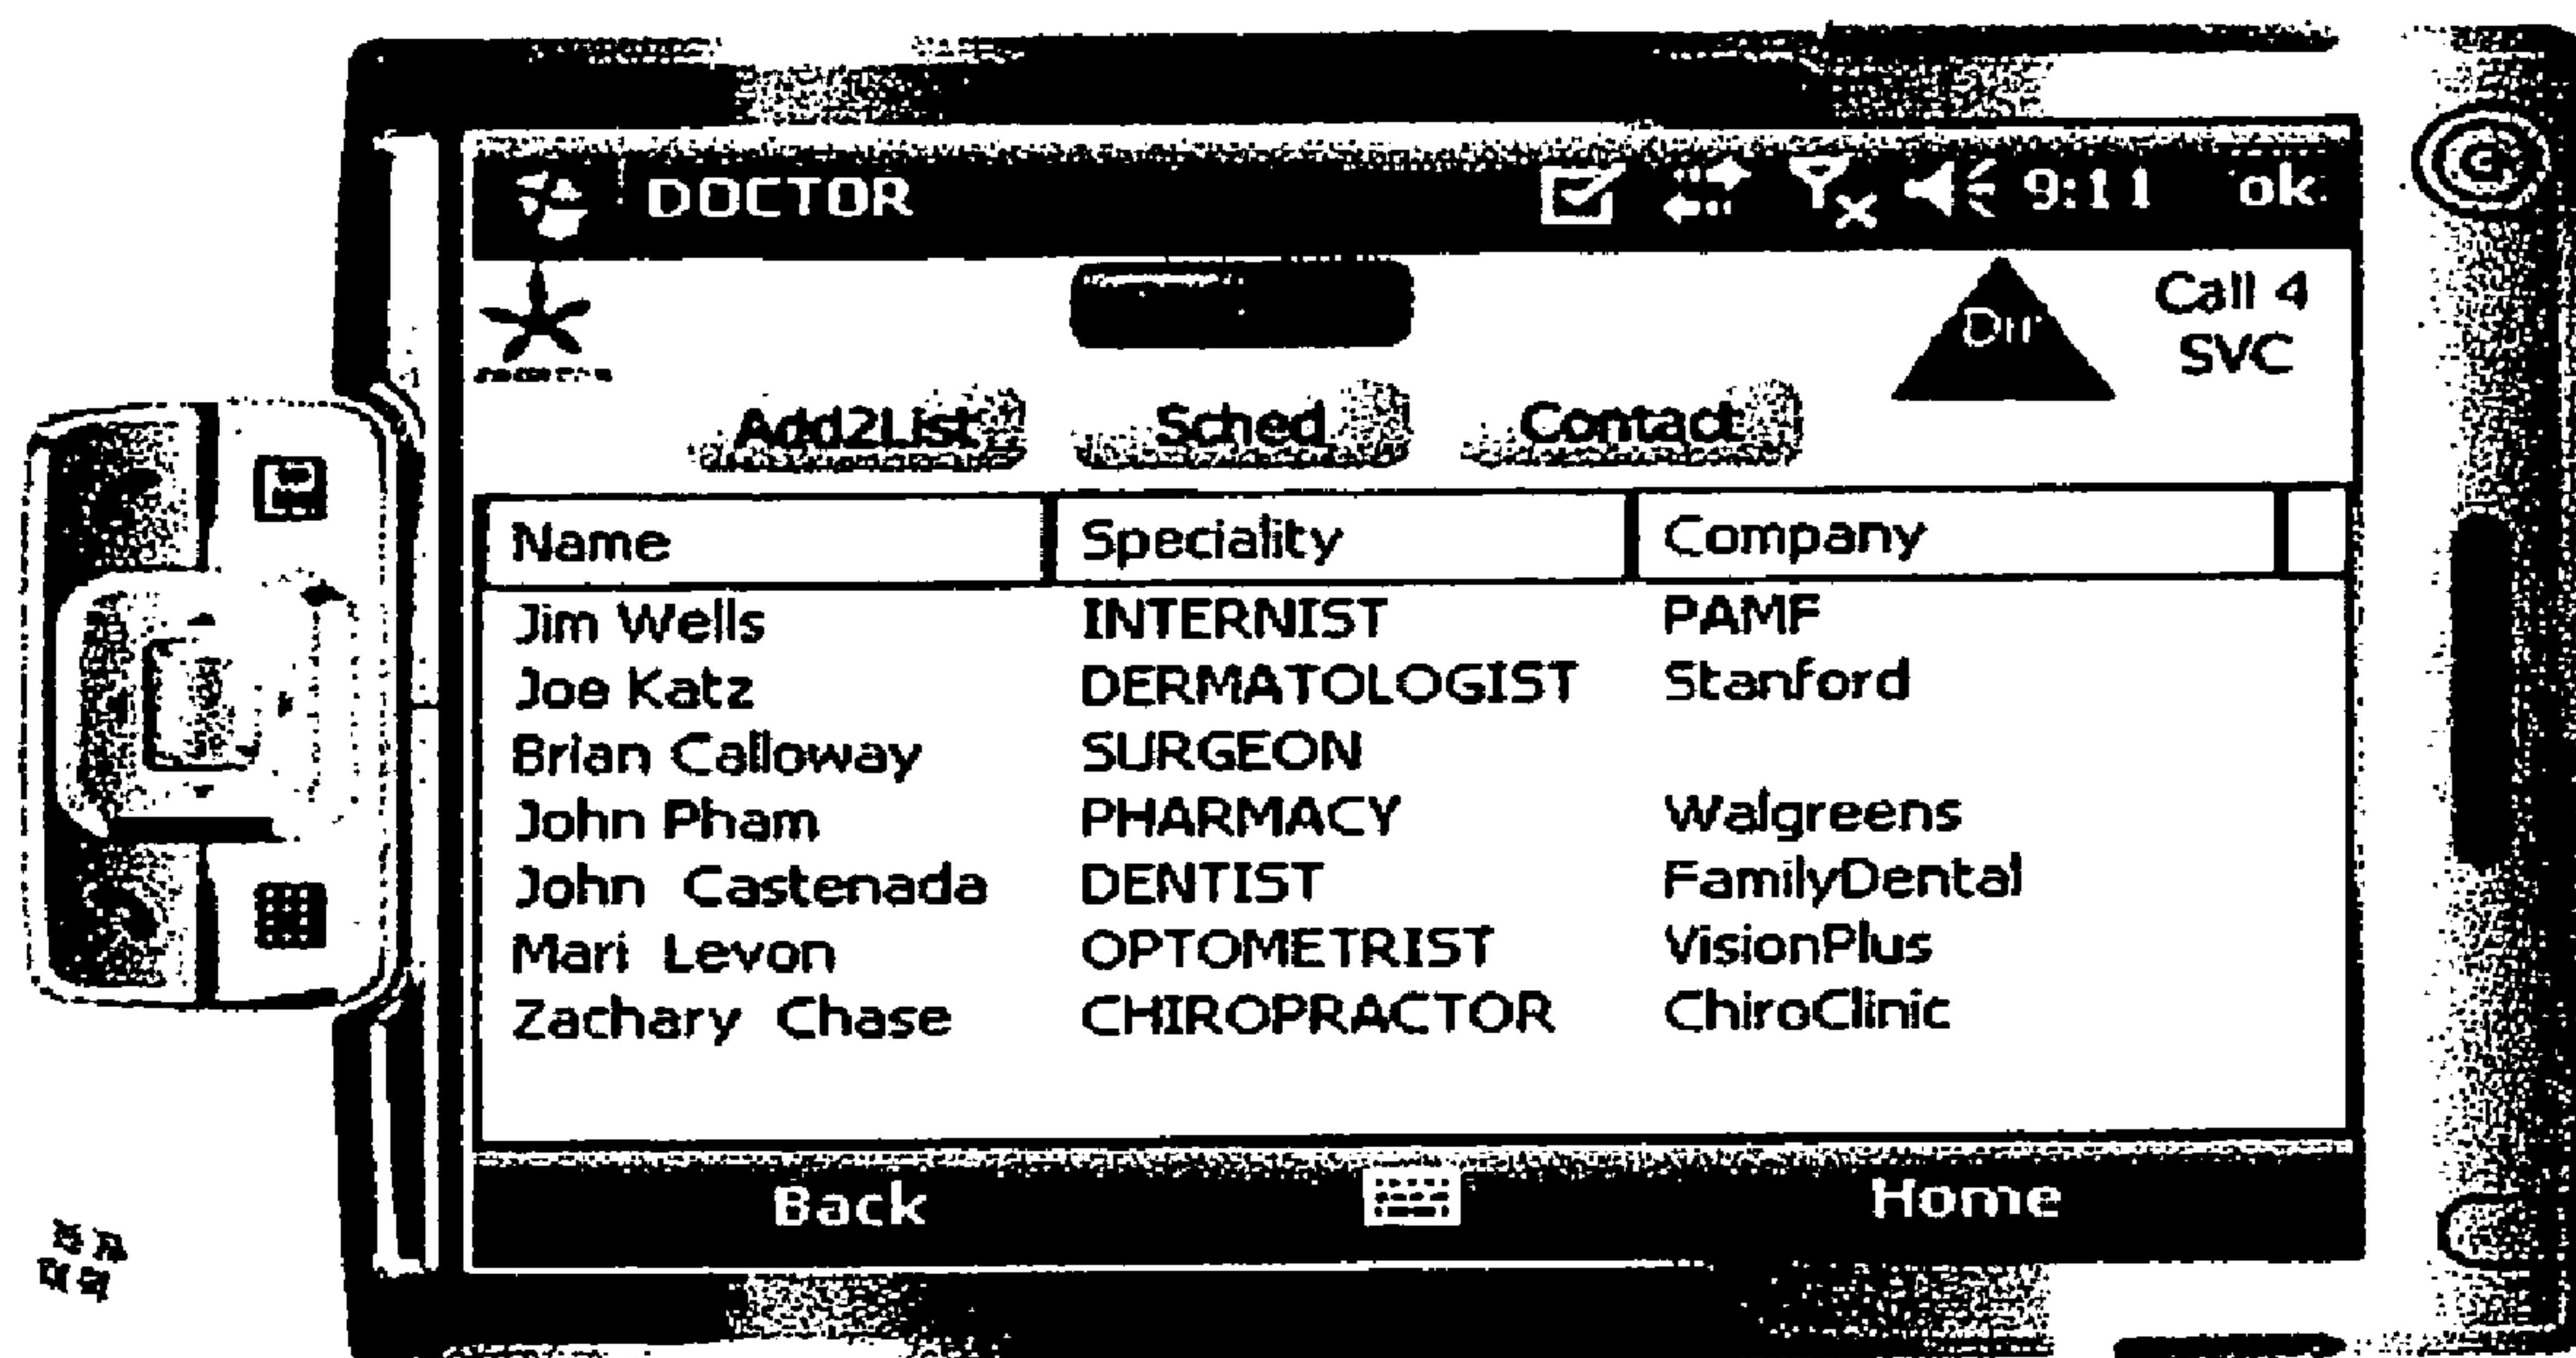 DOCTOR 9:11 ok
Call 4
SVC
Add2List Sched Contact
Name Speciality Company
Jim Wells INTERNIST PAMF
Joe Katz DERMATOLOGIST Stanford
Brian Calloway SURGEON
John Pham PHARMACY Walgreens
John Castenada DENTIST FamilyDental
Mari Levon OPTOMETRIST VisionPlus
Zachary Chase CHIROPRACTOR ChiroClinic
Back Home